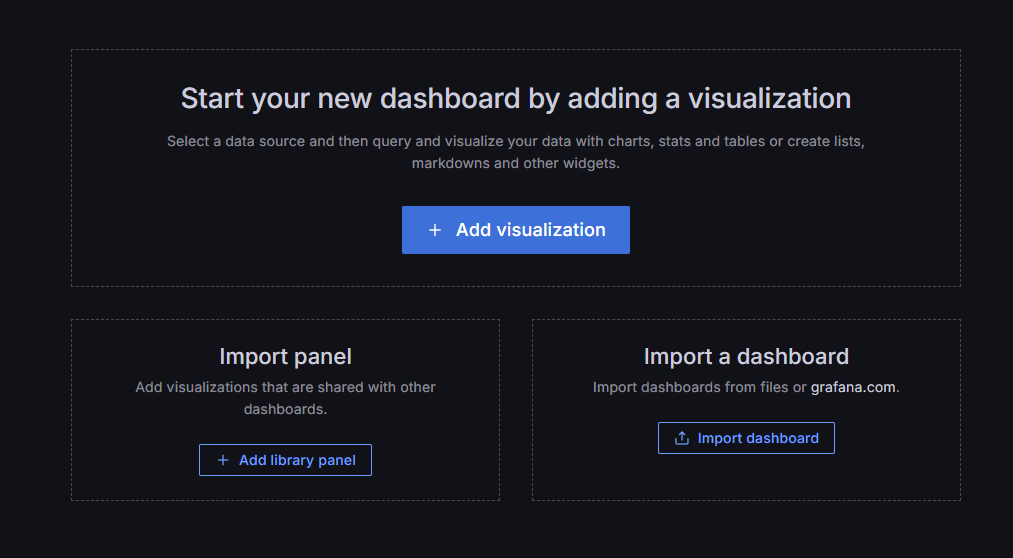 Start your new dashboard by adding a visualization
Select a data source and then query and visualize your data with charts, stats and tables or create lists,
markdowns and other widgets.
+ Add visualization
Import panel
Add visualizations that are shared with other
dashboards.
+ Add library panel
Import a dashboard
Import dashboards from files or grafana.com.
Import dashboard